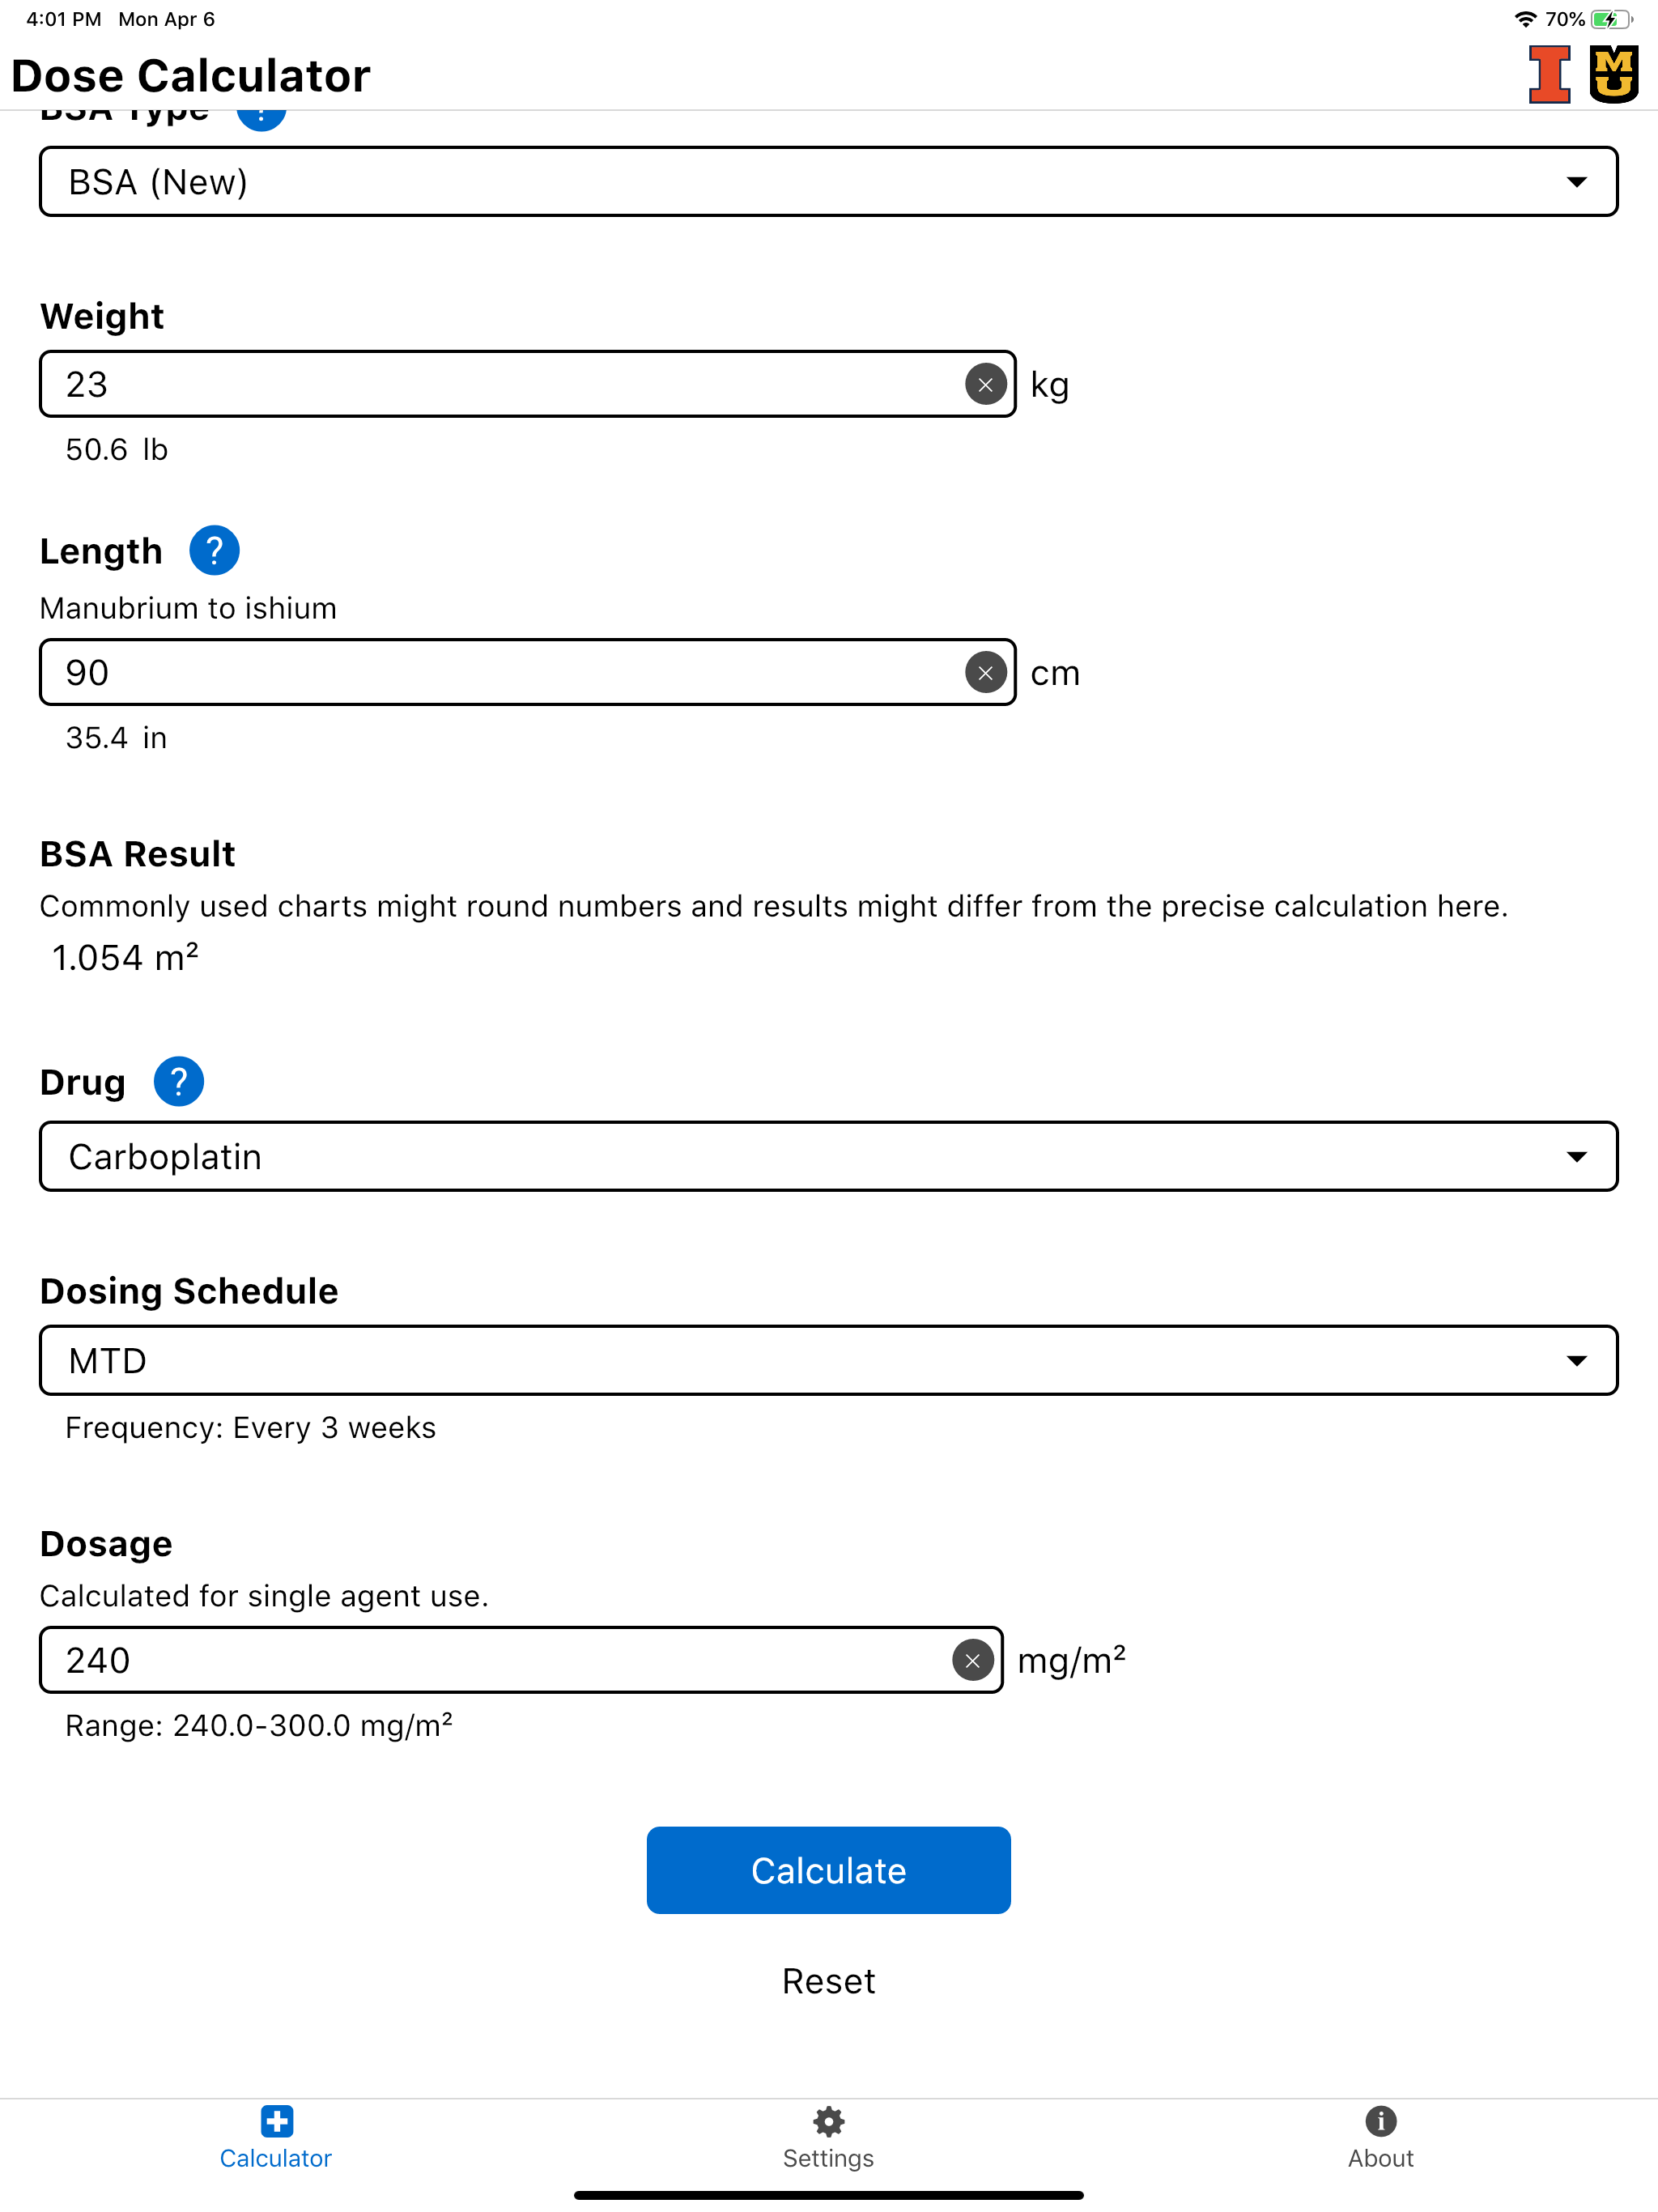 4:01 PM Mon Apr 6
70%
Dose Calculator
I
MU
BSA Type ?
BSA (New)
Weight
23
kg
50.6 lb
Length ?
Manubrium to ishium
90
cm
35.4 in
BSA Result
Commonly used charts might round numbers and results might differ from the precise calculation here.
1.054 m²
Drug ?
Carboplatin
Dosing Schedule
MTD
Frequency: Every 3 weeks
Dosage
Calculated for single agent use.
240
mg/m²
Range: 240.0-300.0 mg/m²
Calculate
Reset
Calculator
Settings
About